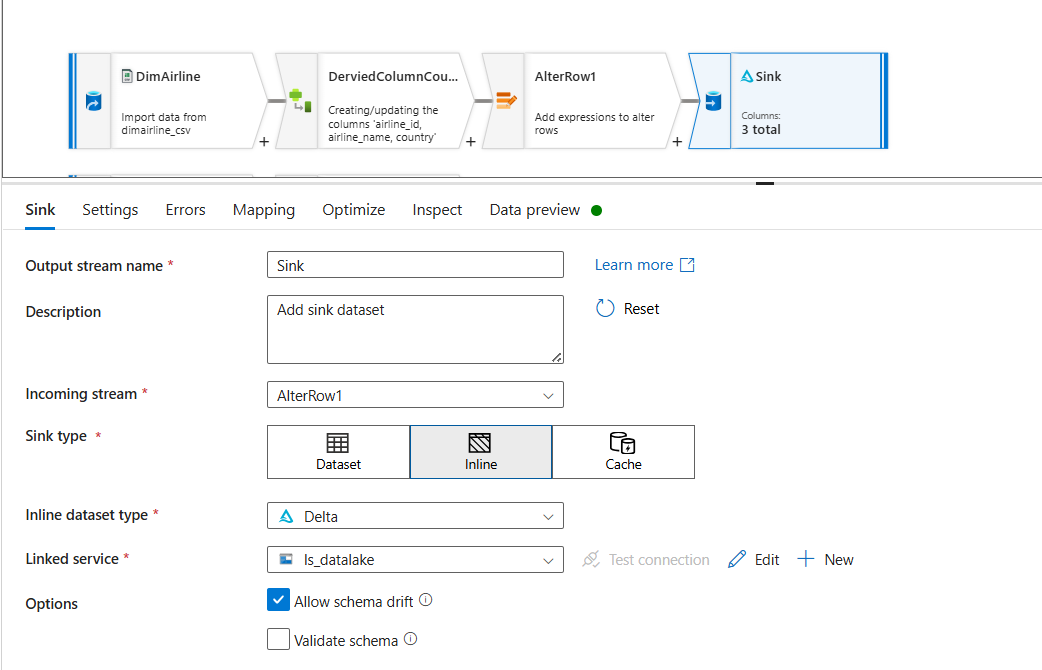 DimAirline
Import data from
dimairline_csv
+
DerviedColumnCou...
Creating/updating the
columns 'airline_id,
airline_name, country'
+
AlterRow1
Add expressions to alter
rows
+
Sink
Columns:
3 total
Sink Settings Errors Mapping Optimize Inspect Data preview
Output stream name * Sink Learn more
Description Add sink dataset Reset
Incoming stream * AlterRow1
Sink type * Dataset Inline Cache
Inline dataset type * Delta
Linked service * ls_datalake Test connection Edit New
Options Allow schema drift
Validate schema